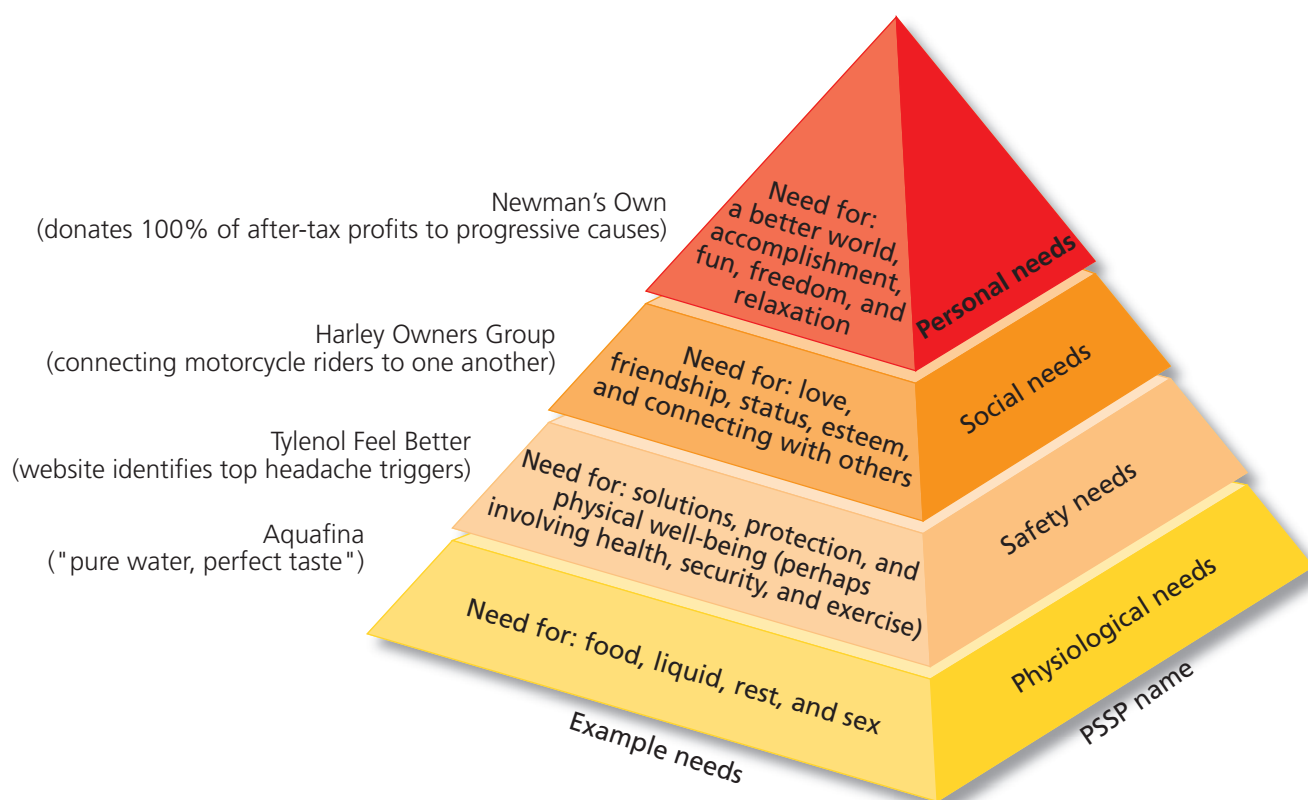 Newman’s Own
(donates 100% of after-tax profits to progressive causes)
Harley Owners Group
(connecting motorcycle riders to one another)
Tylenol Feel Better
(website identifies top headache triggers)
Aquafina
("pure water, perfect taste")
Need for:
a better world,
accomplishment,
fun, freedom, and
relaxation
Personal needs
Need for: love,
friendship, status, esteem,
and connecting with others
Social needs
Need for: solutions, protection, and
physical well-being (perhaps
involving health, security, and exercise)
Safety needs
Need for: food, liquid, rest, and sex
Physiological needs
Example needs
PSSP name